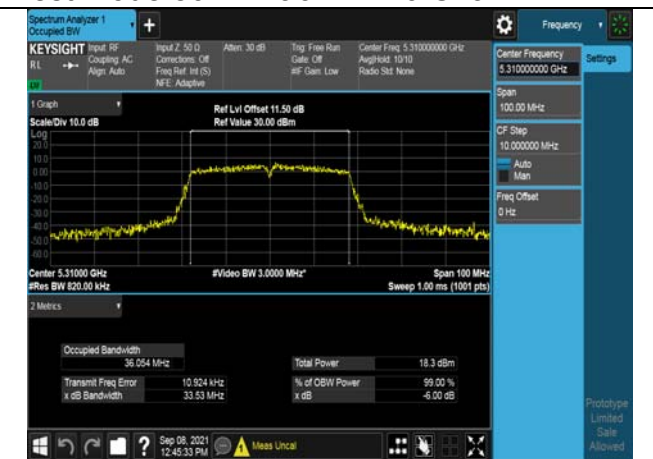 Spectrum Analyzer 1
Occupied BW
+
Frequency
KEYSIGHT
RL
Input: RF
Coupling: AC
Align: Auto
Input Z: 50 Ω
Corrections: Off
Freq Ref: Int (S)
NFE: Adaptive
Atten: 30 dB
Trig: Free Run
Gate: Off
#IF Gain: Low
Center Freq: 5.310000000 GHz
Avg|Hold: 10/10
Radio Std: None
Center Frequency
5.310000000 GHz
Settings
Span
100.00 MHz
CF Step
10.000000 MHz
Auto
Man
Freq Offset
0 Hz
1 Graph
Scale/Div 10.0 dB
Ref Lvl Offset 11.50 dB
Ref Value 30.00 dBm
Log
20.0
10.0
0.00
-10.0
-20.0
-30.0
-40.0
-50.0
-60.0
Center 5.31000 GHz
#Res BW 820.00 kHz
#Video BW 3.0000 MHz*
Span 100 MHz
Sweep 1.00 ms (1001 pts)
2 Metrics
Occupied Bandwidth
36.054 MHz
Total Power 18.3 dBm
Transmit Freq Error 10.924 kHz
% of OBW Power 99.00 %
x dB Bandwidth 33.53 MHz
x dB -6.00 dB
Prototype
Limited
Sale
Allowed
?
Sep 08, 2021
12:45:33 PM
Meas Uncal